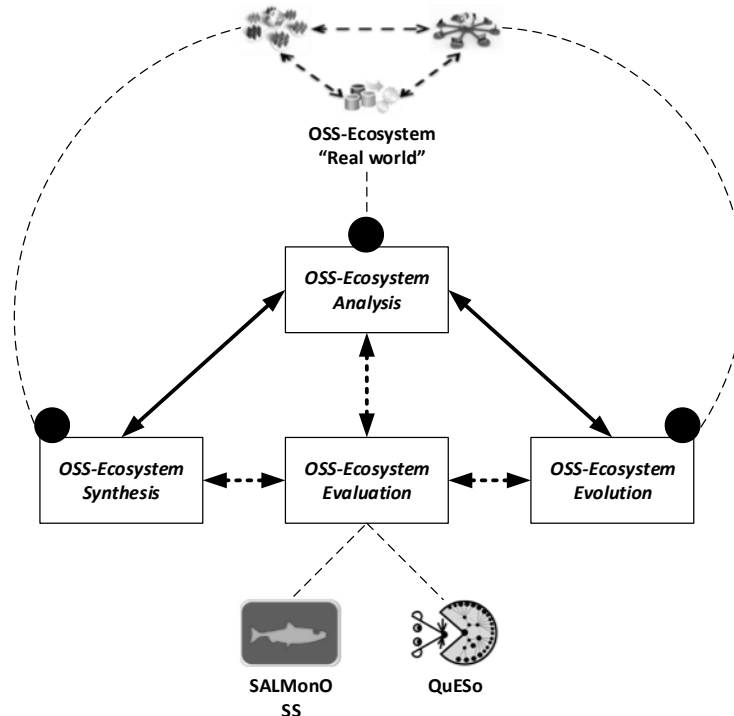 OSS-Ecosystem
“Real world”
OSS-Ecosystem
Analysis
OSS-Ecosystem
Synthesis
OSS-Ecosystem
Evaluation
OSS-Ecosystem
Evolution
SALMonO
SS
QuESo